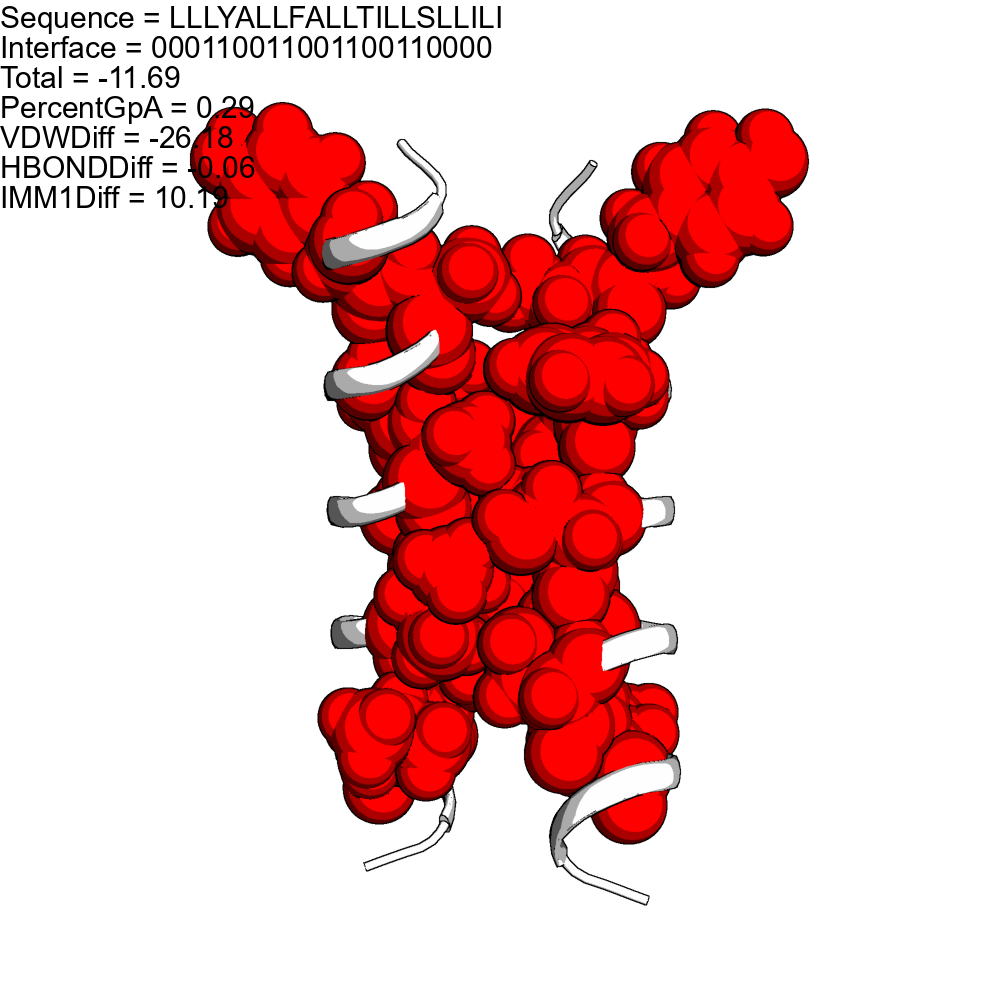 Sequence = LLLYALLFALLTILLSLLILI
Interface = 000110011001100110000
Total = -11.69
PercentGpA = 0.29
VDWDiff = -26.18
HBONDDiff = -0.06
IMM1Diff = 10.19